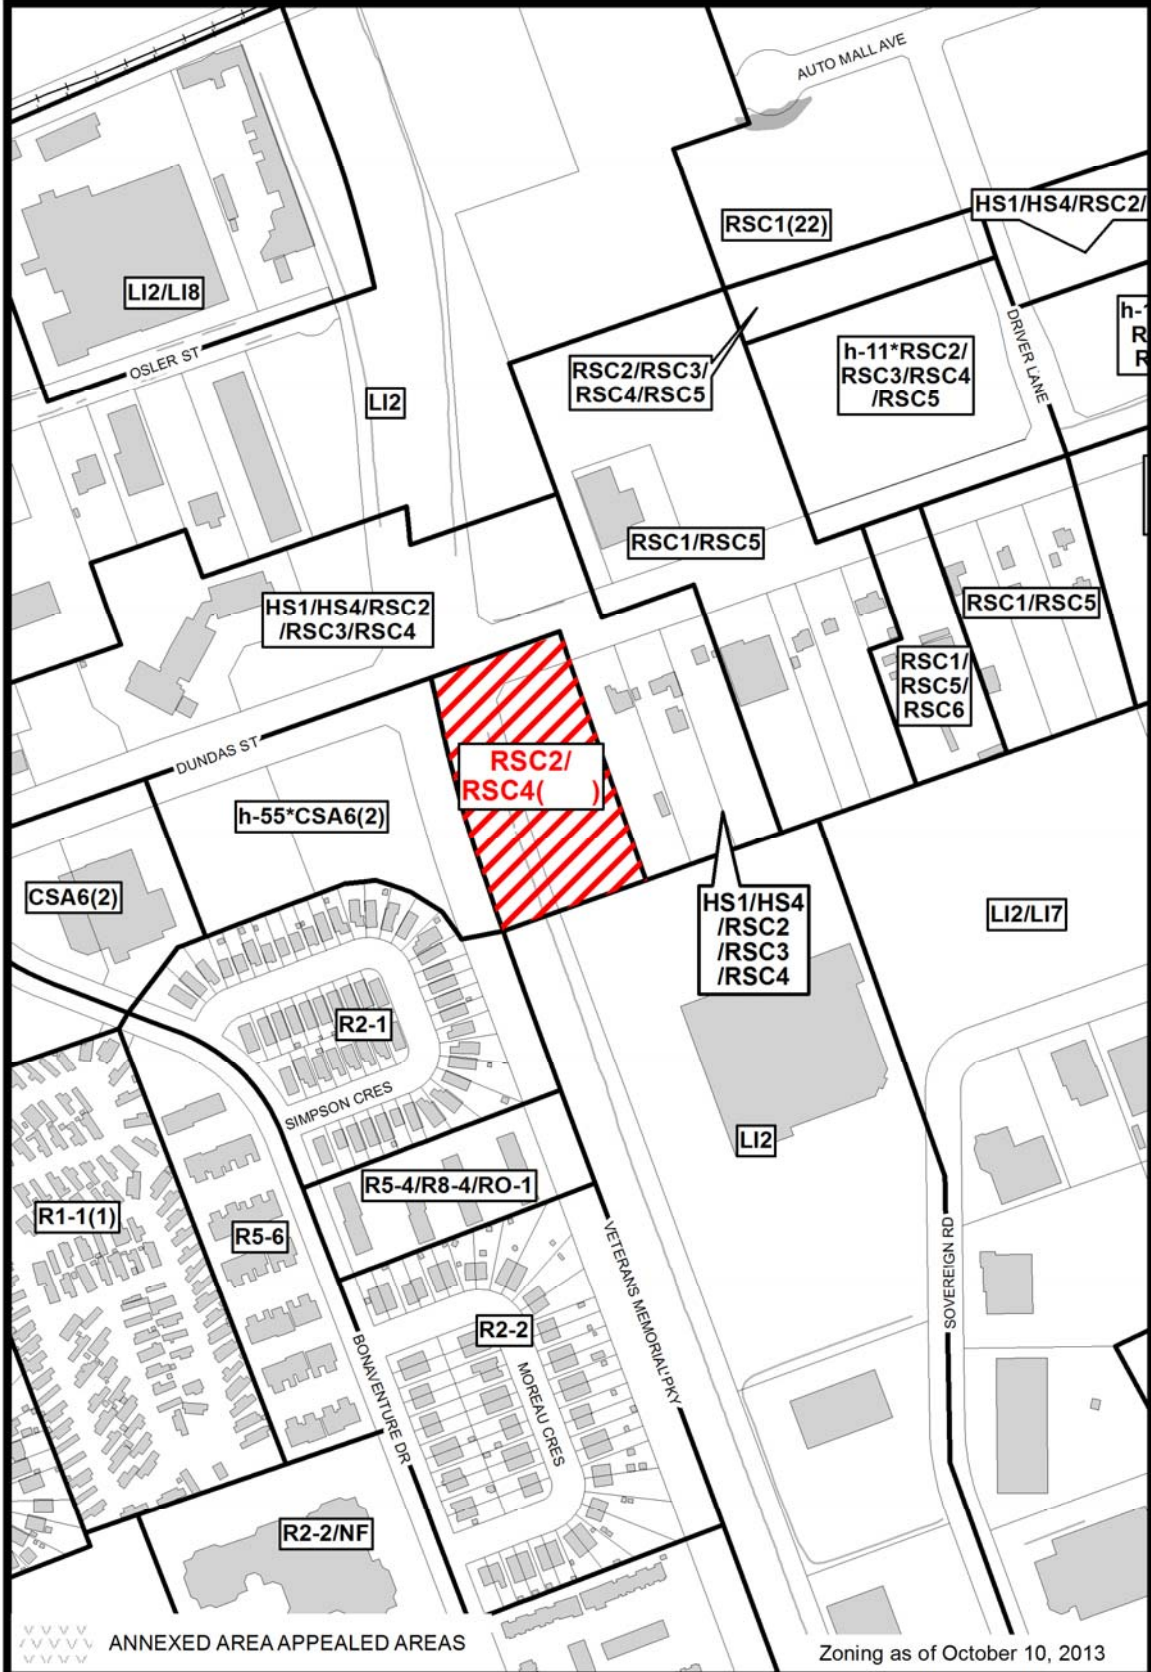 AUTO MALL AVE
HS1/HS4/RSC2/
RSC1(22)
LI2/LI8
OSLER ST
DRIVER LANE
h-1
R
R
RSC2/RSC3/
RSC4/RSC5
h-11*RSC2/
RSC3/RSC4
/RSC5
LI2
RSC1/RSC5
HS1/HS4/RSC2
/RSC3/RSC4
RSC1/RSC5
RSC1/
RSC5/
RSC6
DUNDAS ST
RSC2/
RSC4( )
h-55*CSA6(2)
CSA6(2)
HS1/HS4
/RSC2
/RSC3
/RSC4
LI2/LI7
R2-1
SIMPSON CRES
LI2
R5-4/R8-4/RO-1
R1-1(1)
R5-6
VETERANS MEMORIAL PKY
SOVEREIGN RD
R2-2
BONAVENTURE DR
MOREAU CRES
R2-2/NF
ANNEXED AREA APPEALED AREAS
Zoning as of October 10, 2013